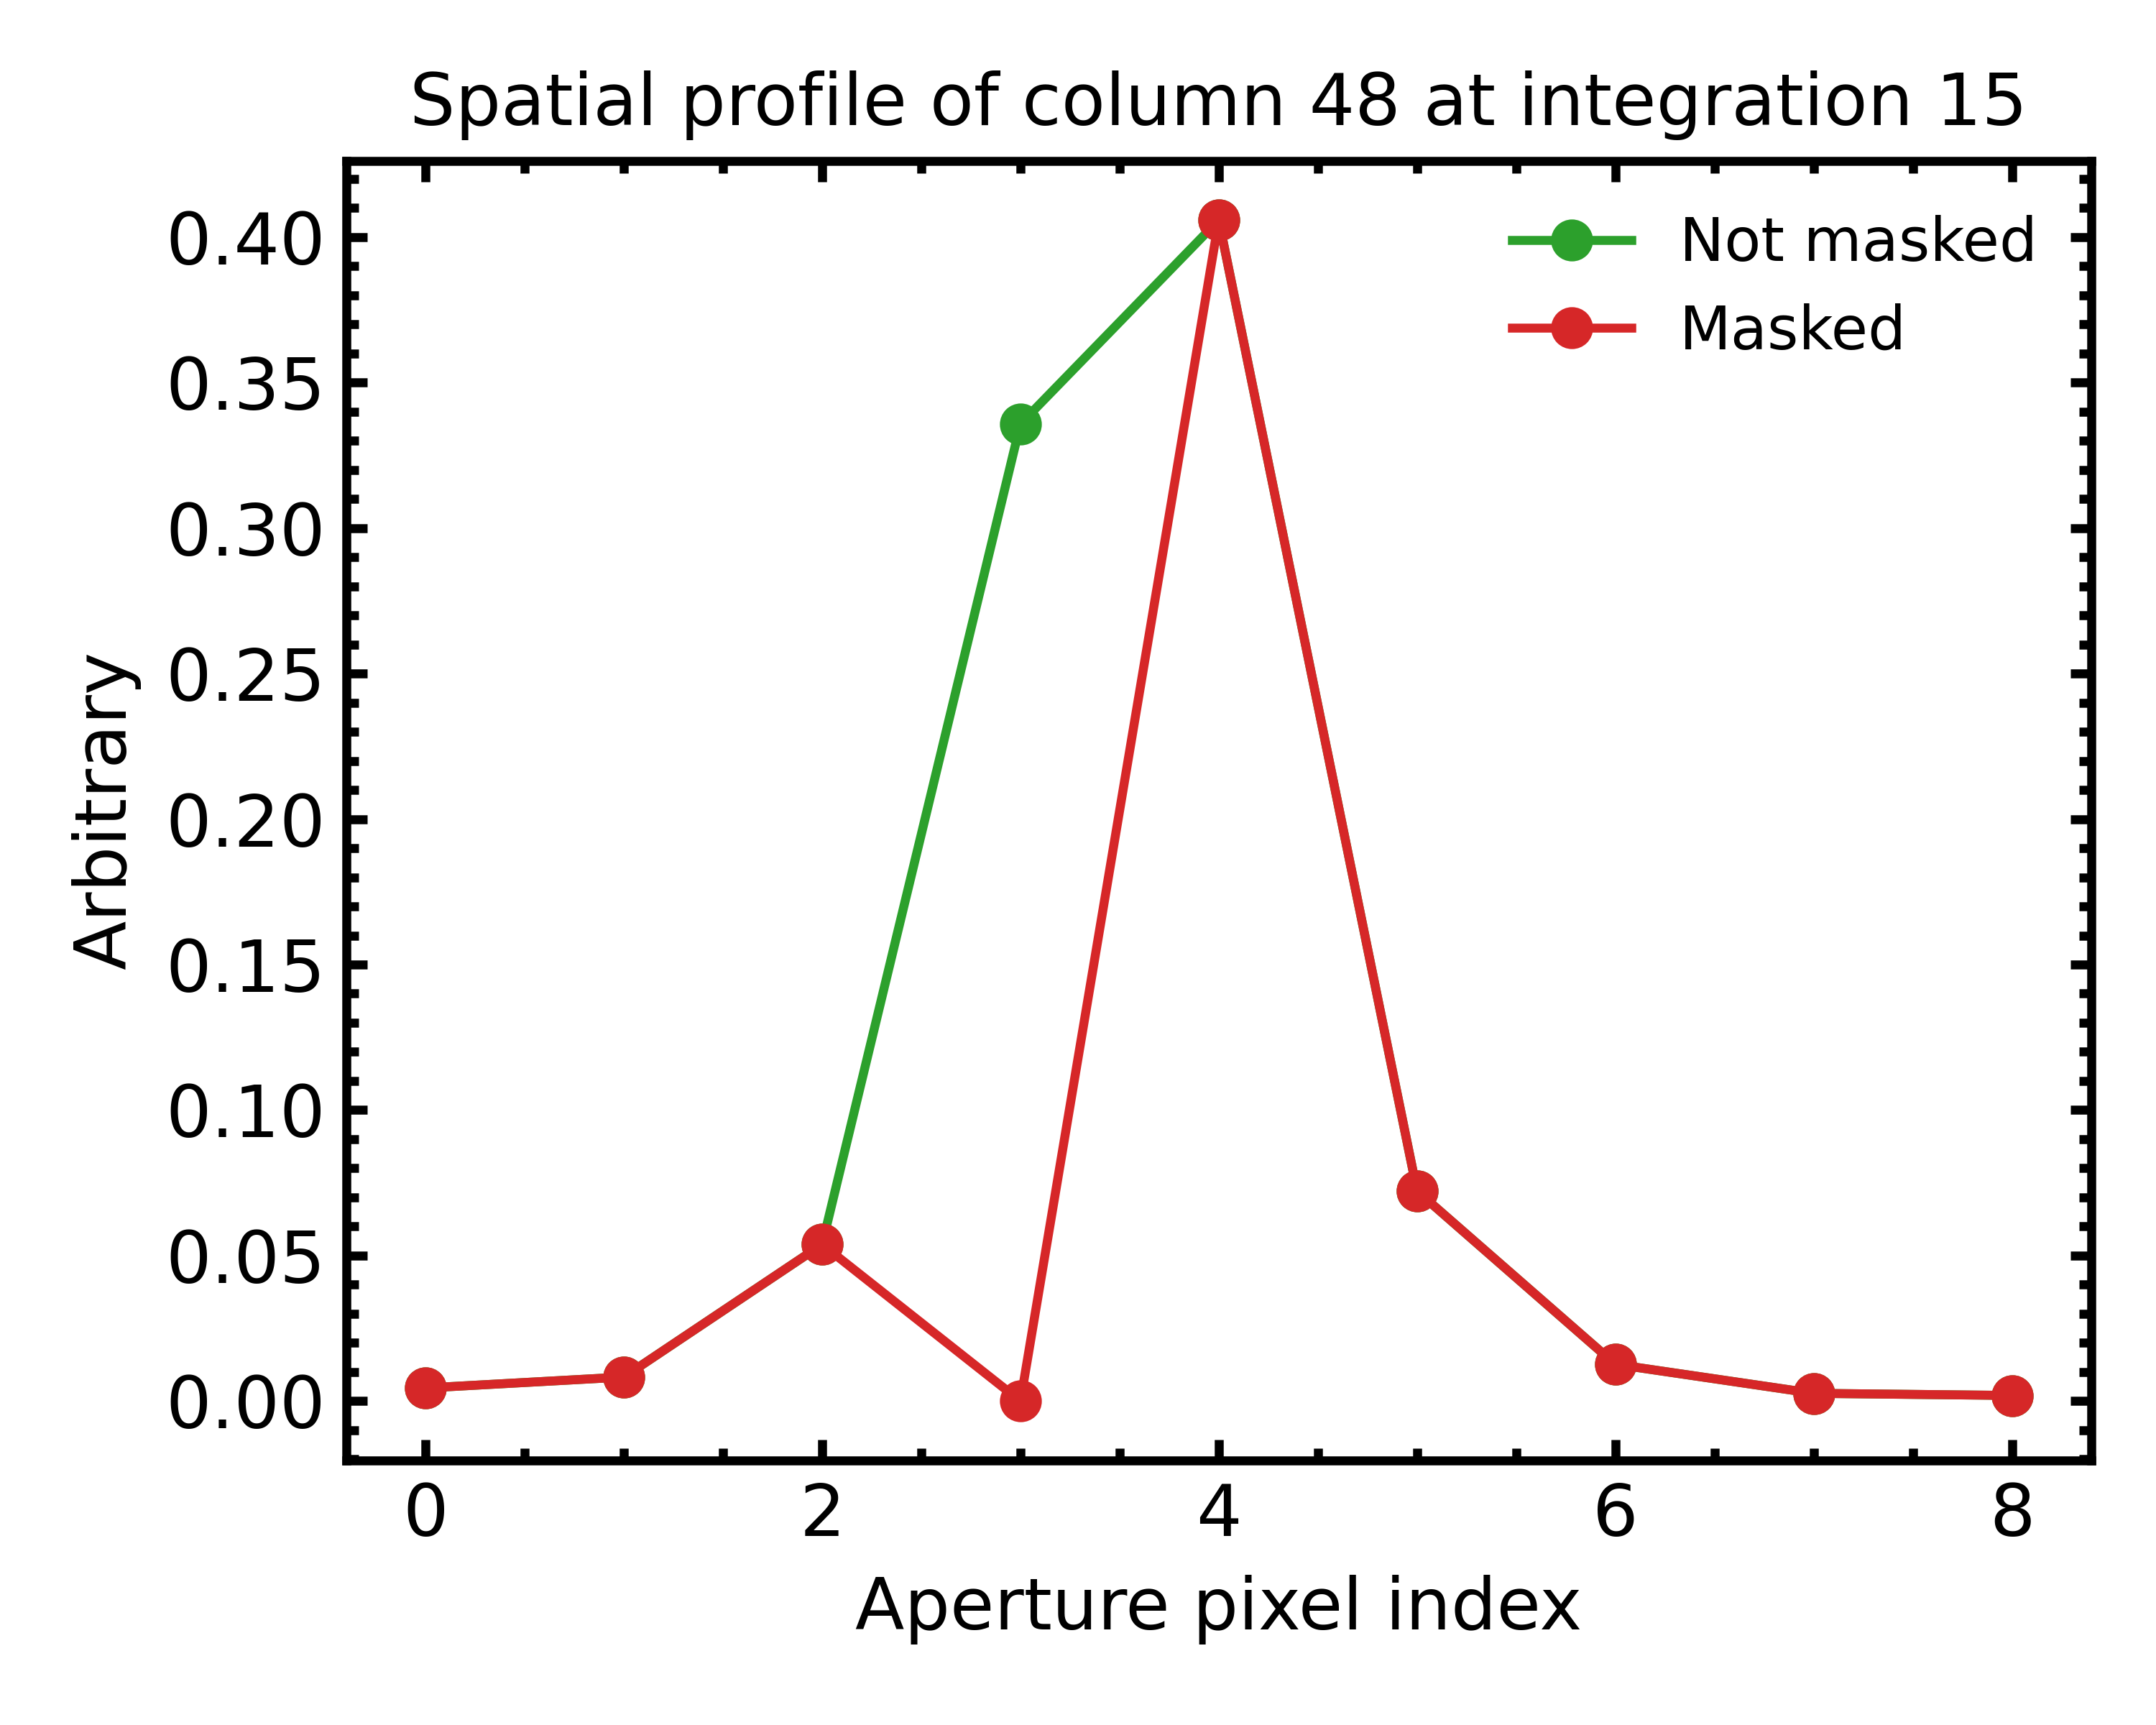 Spatial profile of column 48 at integration 15
Not masked
Masked
0.40
0.35
0.30
0.25
0.20
0.15
0.10
0.05
0.00
Arbitrary
0 2 4 6 8
Aperture pixel index